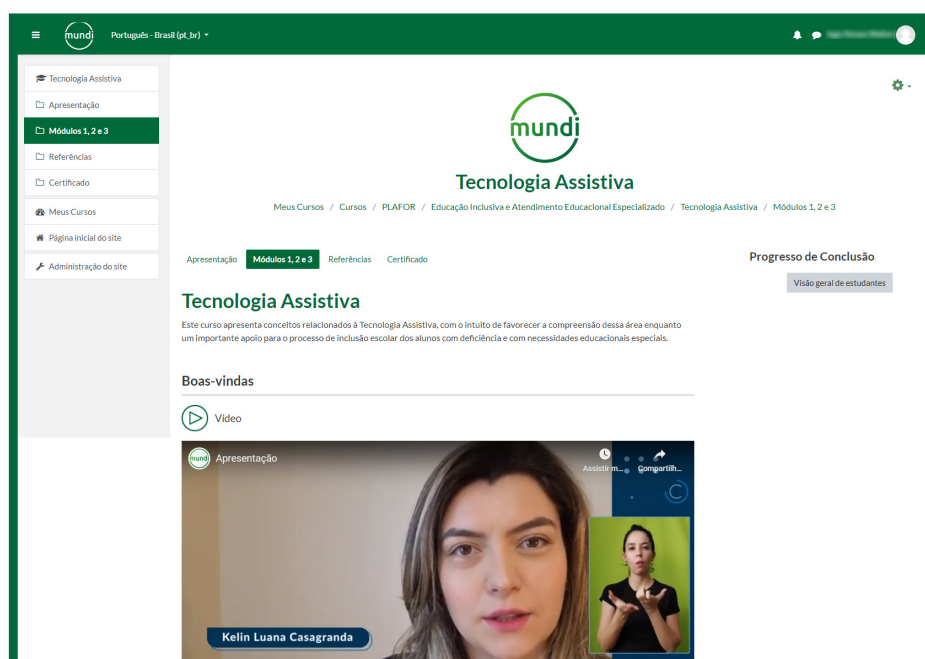 mundi
Português - Brasil (pt_br)
Tecnologia Assistiva
Apresentação
Módulos 1, 2 e 3
Referências
Certificado
Meus Cursos
Página inicial do site
Administração do site
mundi
Tecnologia Assistiva
Meus Cursos / Cursos / PLAFOR / Educação Inclusiva e Atendimento Educacional Especializado / Tecnologia Assistiva / Módulos 1, 2 e 3
Apresentação Módulos 1, 2 e 3 Referências Certificado
Progresso de Conclusão
Visão geral de estudantes
Tecnologia Assistiva
Este curso apresenta conceitos relacionados à Tecnologia Assistiva, com o intuito de favorecer a compreensão dessa área enquanto
um importante apoio para o processo de inclusão escolar dos alunos com deficiência e com necessidades educacionais especiais.
Boas-vindas
Vídeo
mundi Apresentação
Assistir m... Compartilh...
Kelin Luana Casagranda